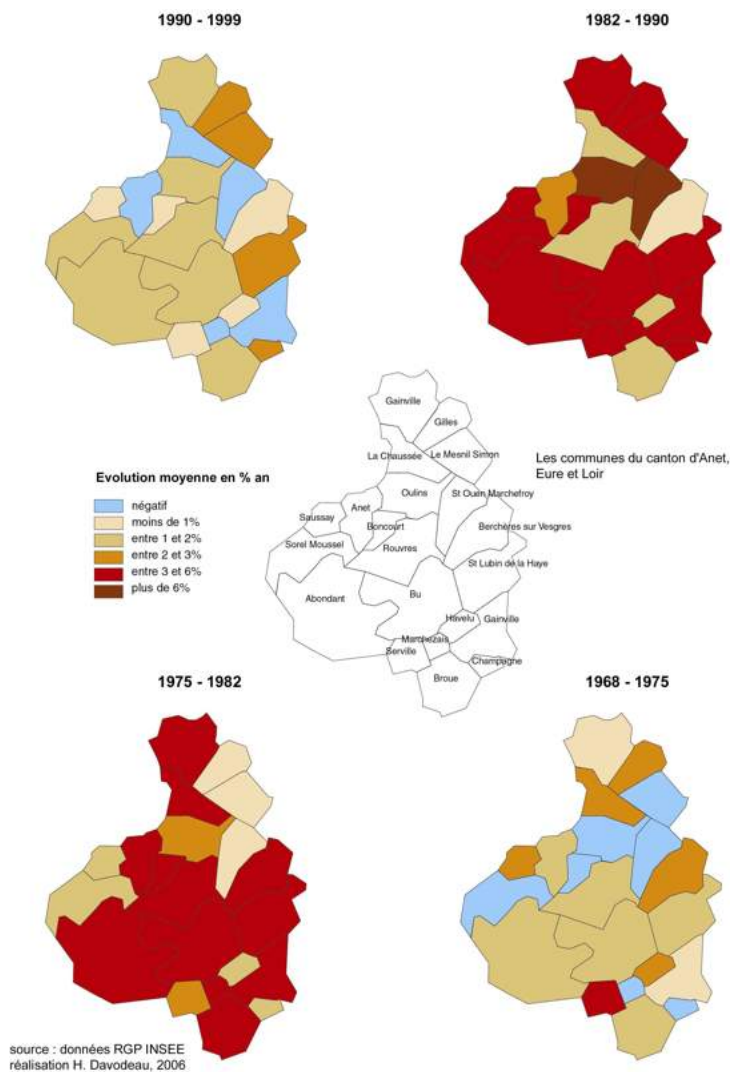 1990 - 1999
1982 - 1990
Gainville
Gilles
La Chaussée
Le Mesnil Simon
Les communes du canton d'Anet,
Eure et Loir
Evolution moyenne en % an
négatif
moins de 1%
entre 1 et 2%
entre 2 et 3%
entre 3 et 6%
plus de 6%
Oulins
St Ouen Marchefroy
Anet
Saussay
Boncourt
Berchères sur Vesgres
Sorel Moussel
Rouvres
St Lubin de la Haye
Abondant
Bu
Havelu
Gainville
Marchezais
Serville
Champagne
Broue
1975 - 1982
1968 - 1975
source : données RGP INSEE
réalisation H. Davodeau, 2006